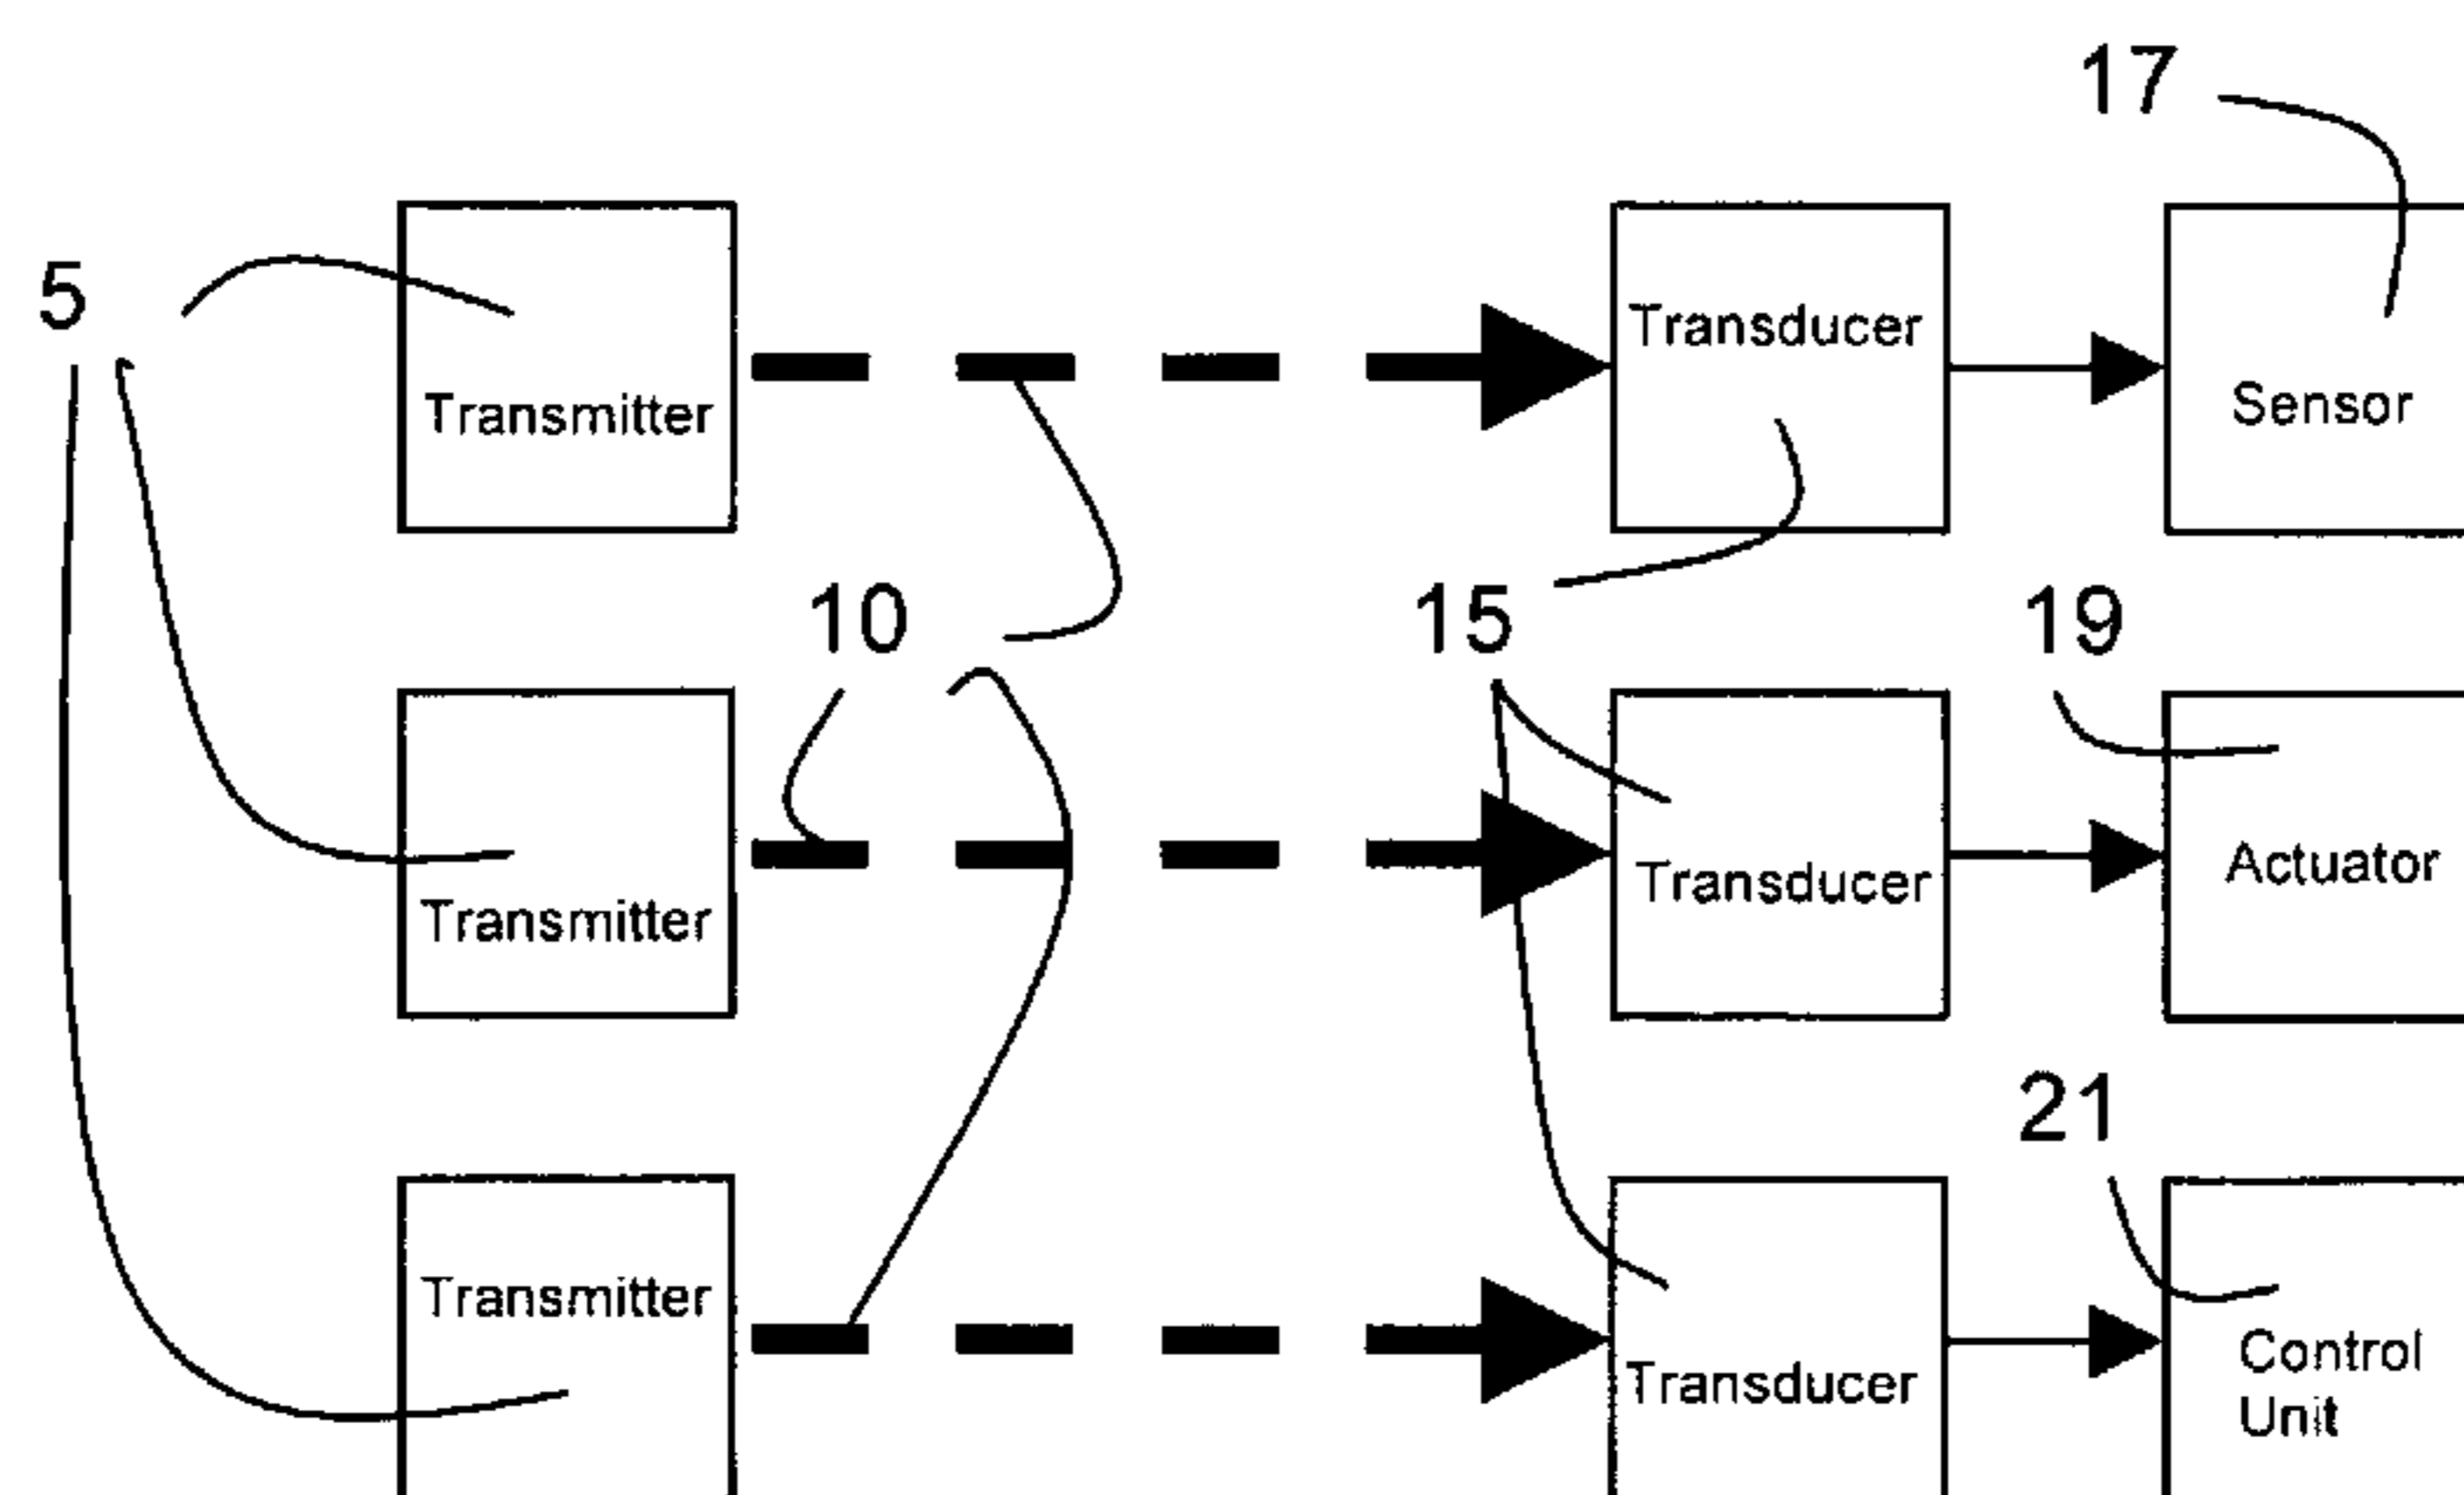 17
5
Transmitter
Transducer
Sensor
10
15
19
Transmitter
Transducer
Actuator
21
Transmitter
Transducer
Control
Unit